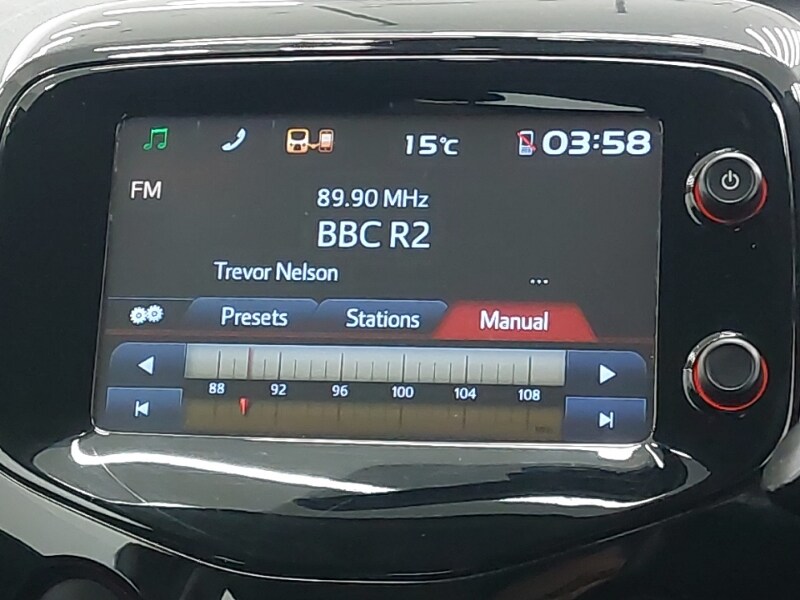 15°C 03:58
FM
89.90 MHz
BBC R2
Trevor Nelson ...
Presets Stations Manual
88 92 96 100 104 108